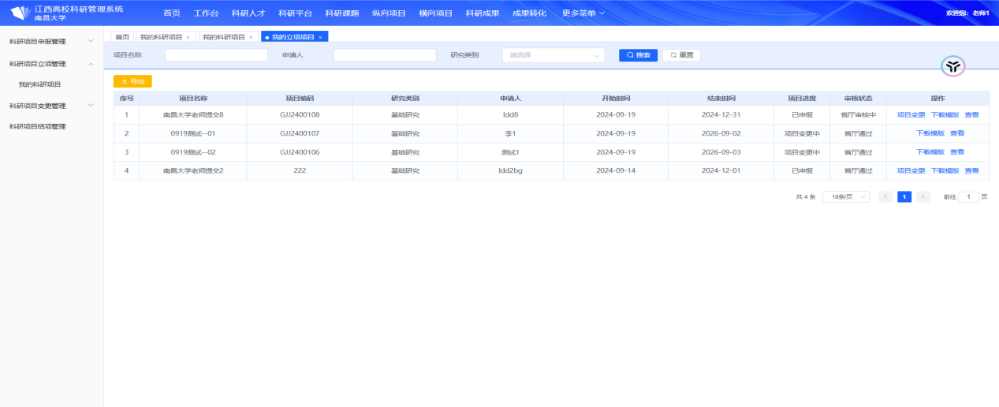 江西高校科研管理系统
南昌大学
首页 工作台 科研人才 科研平台 科研课题 纵向项目 横向项目 科研成果 成果转化 更多菜单
欢迎您: 老师1
科研项目申报管理
科研项目立项管理
我的科研项目
科研项目变更管理
科研项目结项管理
首页 我的科研项目 × 我的科研项目 × 我的立项项目 ×
项目名称 申请人 研究类别 请选择 搜索 重置
导出
序号 项目名称 项目编码 研究类别 申请人 开始时间 结束时间 项目进度 审核状态 操作
1 南昌大学老师提交8 GJJ2400108 基础研究 ldd8 2024-09-19 2024-12-31 已申报 省厅审核中 项目变更 下载模版 查看
2 0919测试--01 GJJ2400107 基础研究 李1 2024-09-19 2026-09-02 项目变更中 省厅通过 下载模版 查看
3 0919测试--02 GJJ2400106 基础研究 测试1 2024-09-19 2026-09-03 项目变更中 省厅通过 下载模版 查看
4 南昌大学老师提交2 222 基础研究 ldd2bg 2024-09-14 2024-12-01 已申报 省厅通过 项目变更 下载模版 查看
共 4 条 10条/页 < 1 > 前往 1 页